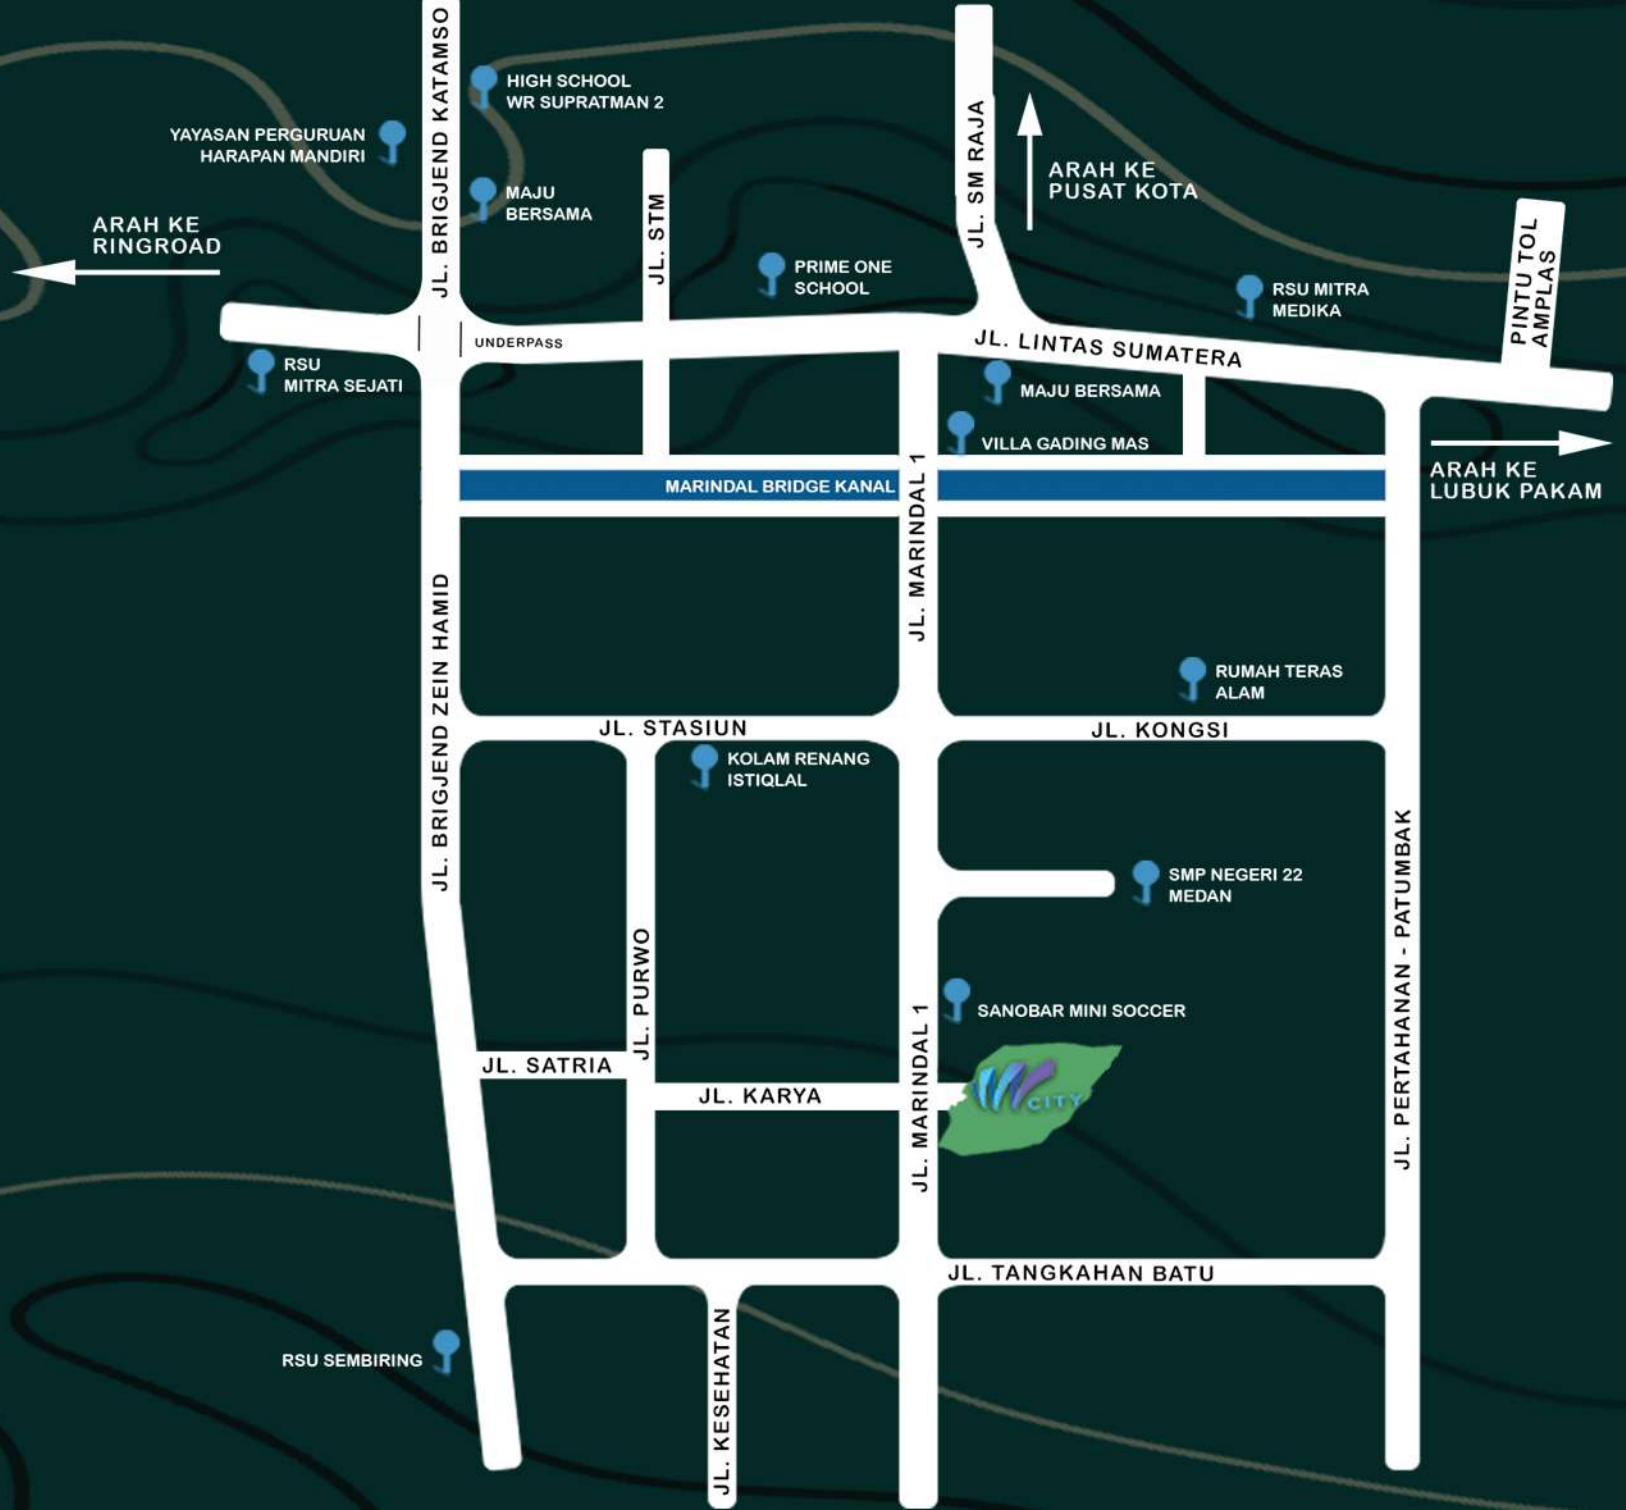 JL. BRIGJEND KATAMSO
HIGH SCHOOL
WR SUPRATMAN 2
YAYASAN PERGURUAN
HARAPAN MANDIRI
MAJU
BERSAMA
JL. STM
JL. SM RAJA
ARAH KE
PUSAT KOTA
ARAH KE
RINGROAD
PRIME ONE
SCHOOL
RSU MITRA
MEDIKA
PINTU TOL
AMPLAS
UNDERPASS
JL. LINTAS SUMATERA
RSU
MITRA SEJATI
MAJU BERSAMA
VILLA GADING MAS
ARAH KE
LUBUK PAKAM
MARINDAL BRIDGE KANAL
JL. MARINDAL 1
JL. BRIGJEND ZEIN HAMID
RUMAH TERAS
ALAM
JL. STASIUN
JL. KONGSI
KOLAM RENANG
ISTIQLAL
SMP NEGERI 22
MEDAN
JL. PERTAHANAN - PATUMBAK
JL. PURWO
SANOBAR MINI SOCCER
JL. SATRIA
JL. KARYA
JL. MARINDAL 1
W CITY
JL. TANGKAHAN BATU
RSU SEMBIRING
JL. KESEHATAN